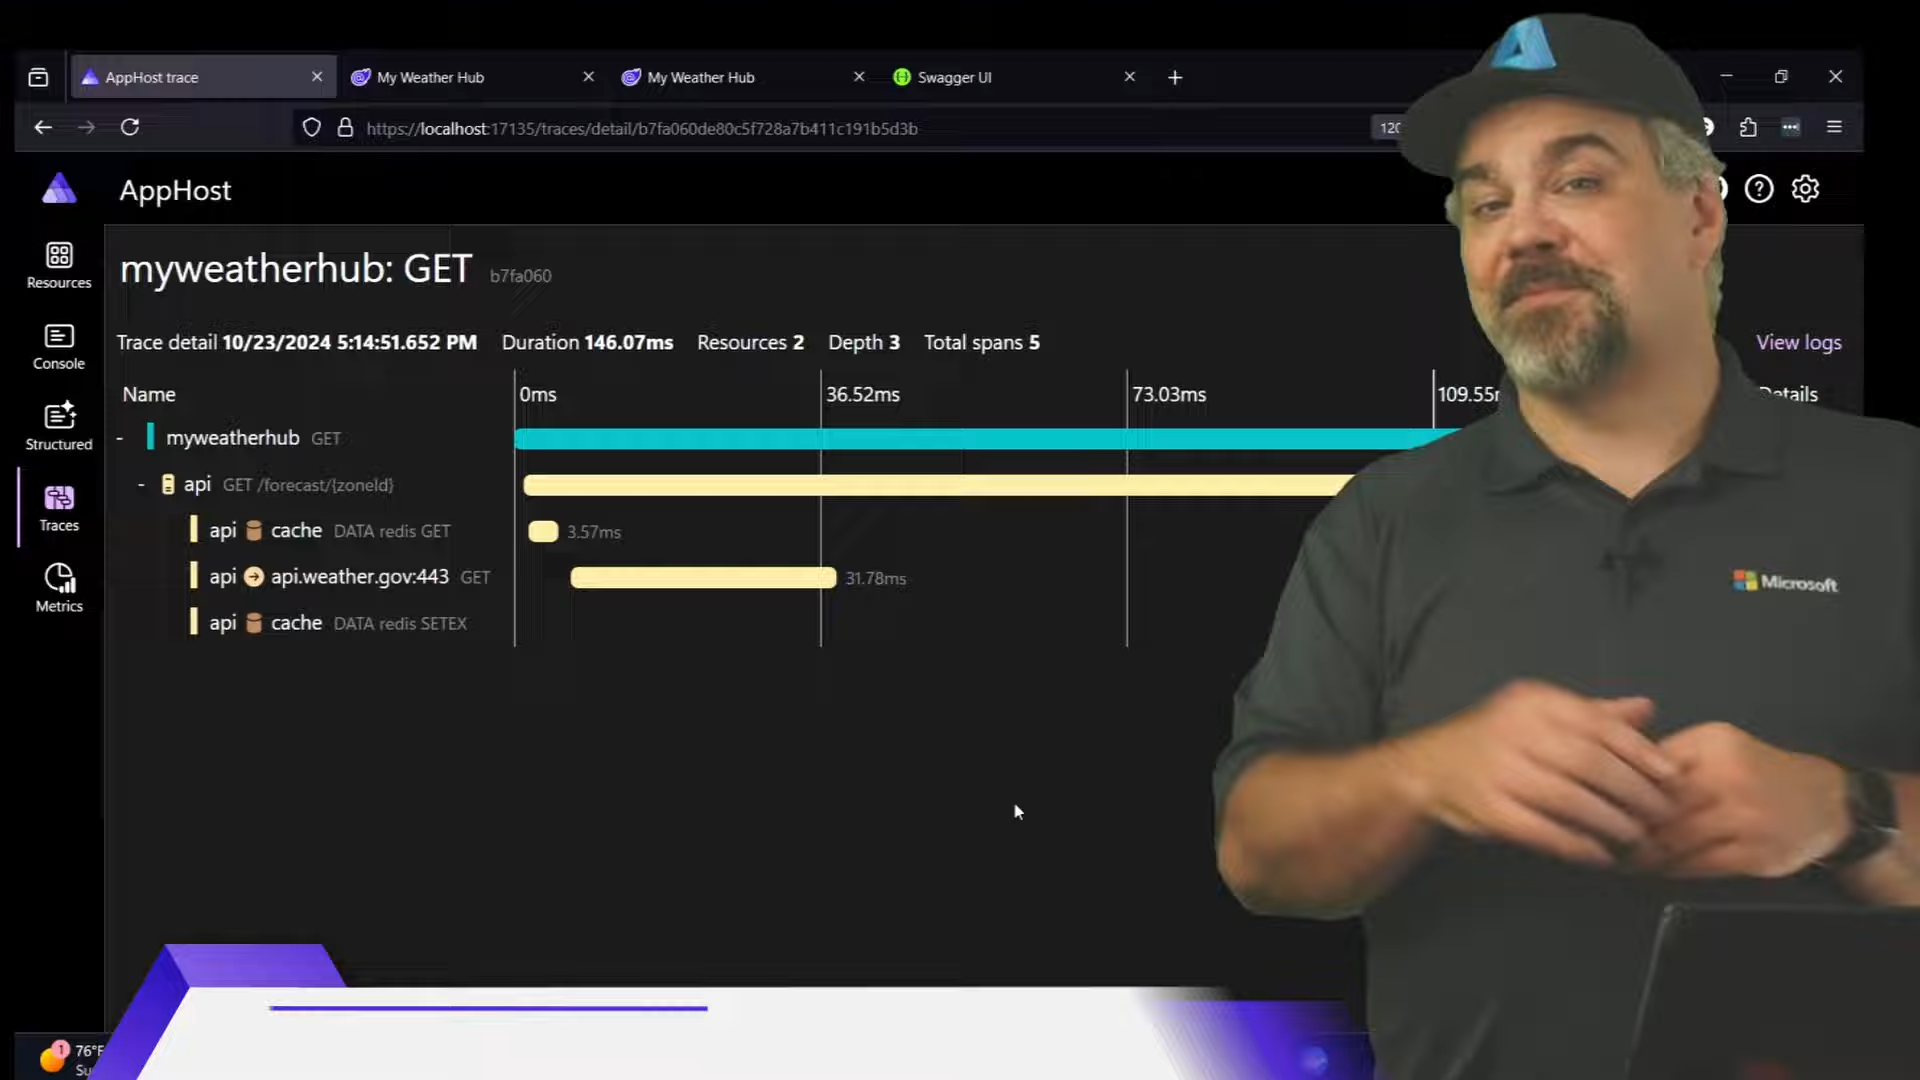 AppHost trace
My Weather Hub
My Weather Hub
Swagger UI
https://localhost:17135/traces/detail/b7fa060de80c5f728a7b411c191b5d3b
AppHost
Resources
Console
Structured
Traces
Metrics
myweatherhub: GET b7fa060
Trace detail 10/23/2024 5:14:51.652 PM Duration 146.07ms Resources 2 Depth 3 Total spans 5 View logs
Name 0ms 36.52ms 73.03ms Details
- myweatherhub GET
- api GET /forecast/{zoneId}
api cache DATA redis GET 3.57ms
api api.weather.gov:443 GET 31.78ms
api cache DATA redis SETEX
Microsoft
1